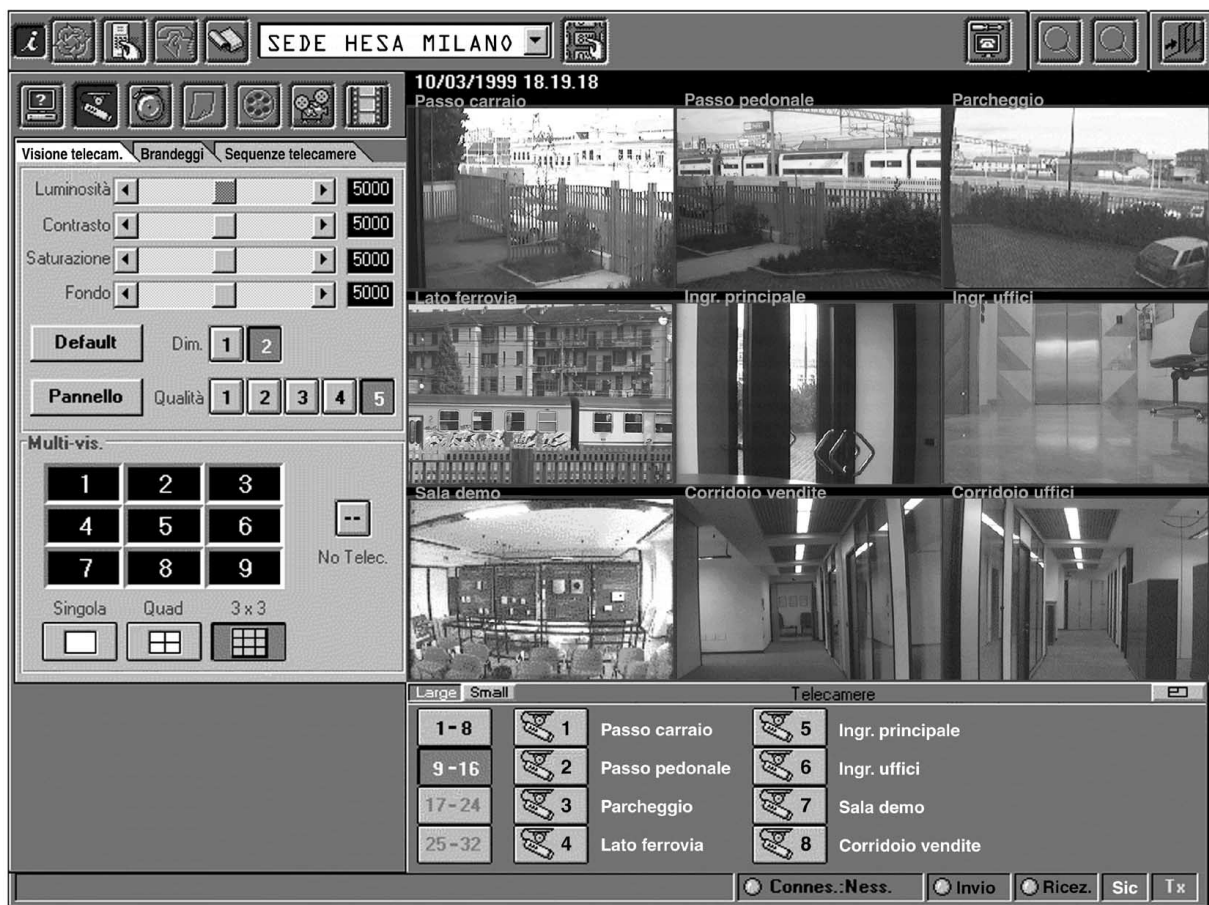 i
SEDE HESA MILANO
?
10/03/1999 18.19.18
Passo carraio
Passo pedonale
Parcheggio
Visione telecam.
Brandeggi
Sequenze telecamere
Luminosità
5000
Contrasto
5000
Saturazione
5000
Fondo
5000
Default
Dim.
1
2
Pannello
Qualità
1
2
3
4
5
Lato ferrovia
Ingr. principale
Ingr. uffici
Multi-vis.
1
2
3
4
5
6
7
8
9
--
No Telec.
Singola
Quad
3 x 3
Sala demo
Corridoio vendite
Corridoio uffici
Large
Small
Telecamere
1-8
9-16
17-24
25-32
1
Passo carraio
2
Passo pedonale
3
Parcheggio
4
Lato ferrovia
5
Ingr. principale
6
Ingr. uffici
7
Sala demo
8
Corridoio vendite
Connes.:Ness.
Invio
Ricez.
Sic
Tx